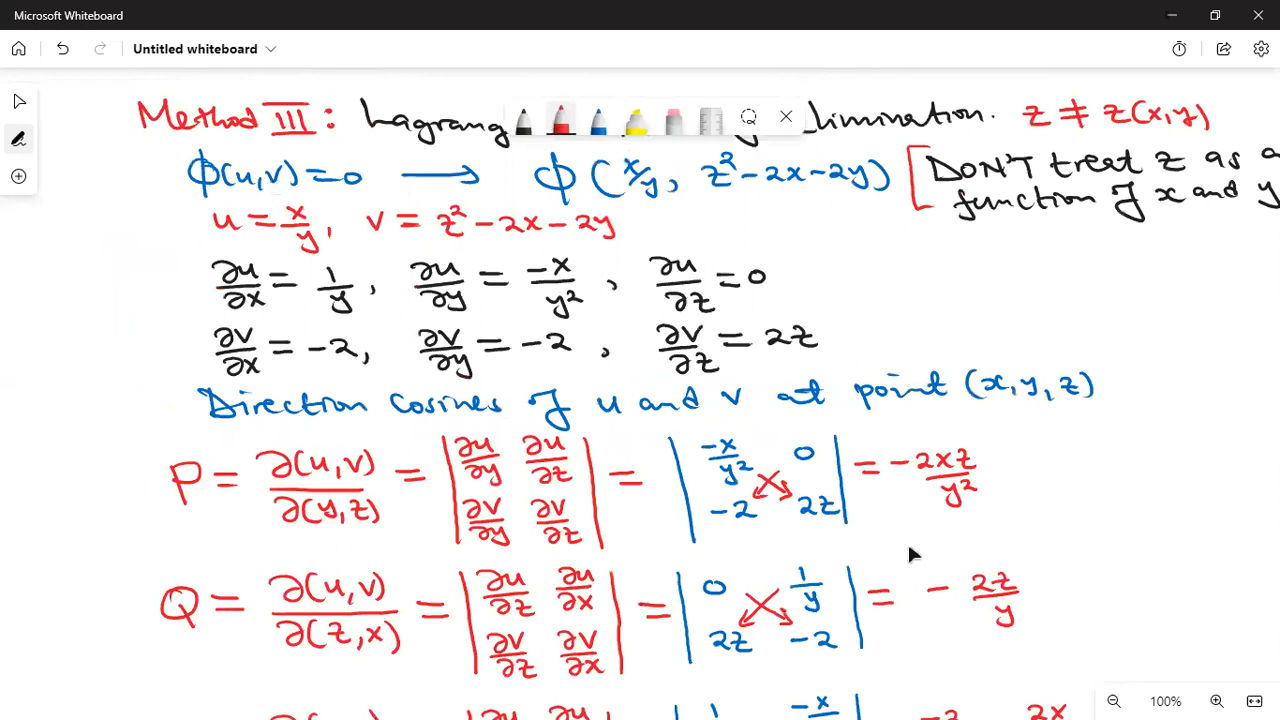 Microsoft Whiteboard
Untitled whiteboard
Method III: Lagrang limination. z ≠ z(x,y)
φ(u,v)=0 → φ(x/y, z²-2x-2y) [DON'T treat z as a
function of x and y
u = x/y, v = z²-2x-2y
∂u/∂x = 1/y, ∂u/∂y = -x/y², ∂u/∂z = 0
∂v/∂x = -2, ∂v/∂y = -2, ∂v/∂z = 2z
Direction cosines of u and v at point (x,y,z)
P = ∂(u,v)/∂(y,z) = |∂u/∂y ∂u/∂z; ∂v/∂y ∂v/∂z| = |-x/y² 0; -2 2z| = -2xz/y²
Q = ∂(u,v)/∂(z,x) = |∂u/∂z ∂u/∂x; ∂v/∂z ∂v/∂x| = |0 1/y; 2z -2| = - 2z/y
100%